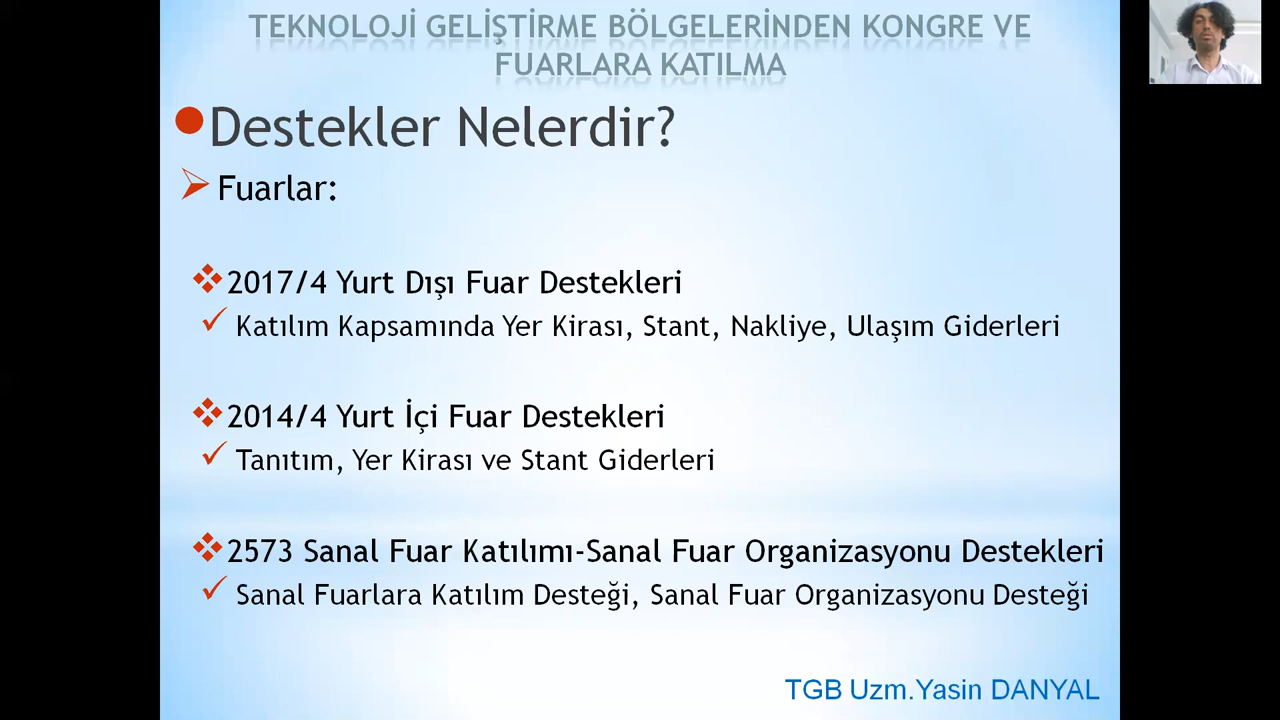 TEKNOLOJİ GELİŞTİRME BÖLGELERİNDEN KONGRE VE
FUARLARA KATILMA
Destekler Nelerdir?
Fuarlar:
2017/4 Yurt Dışı Fuar Destekleri
Katılım Kapsamında Yer Kirası, Stant, Nakliye, Ulaşım Giderleri
2014/4 Yurt İçi Fuar Destekleri
Tanıtım, Yer Kirası ve Stant Giderleri
2573 Sanal Fuar Katılımı-Sanal Fuar Organizasyonu Destekleri
Sanal Fuarlara Katılım Desteği, Sanal Fuar Organizasyonu Desteği
TGB Uzm.Yasin DANYAL